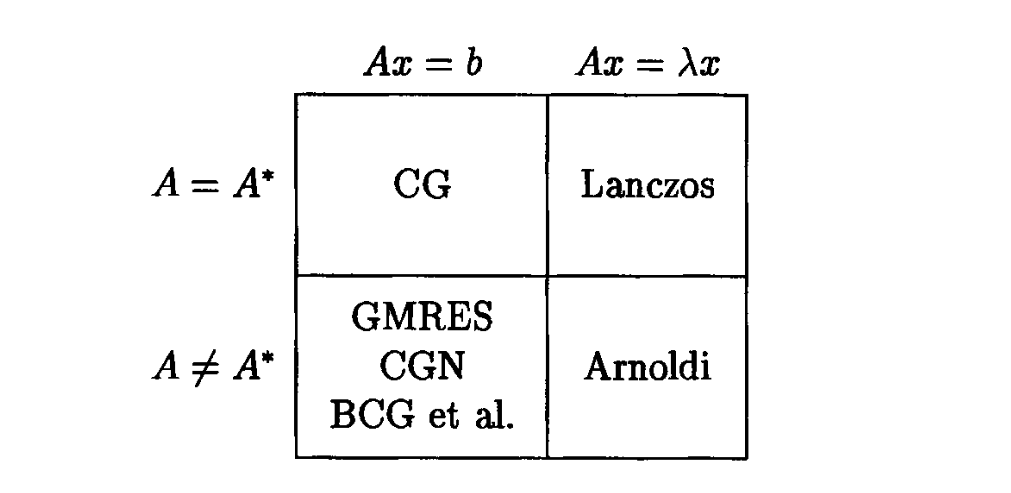 Ax = b Ax = λx
A = A* CG Lanczos
GMRES
A ≠ A* CGN Arnoldi
BCG et al.